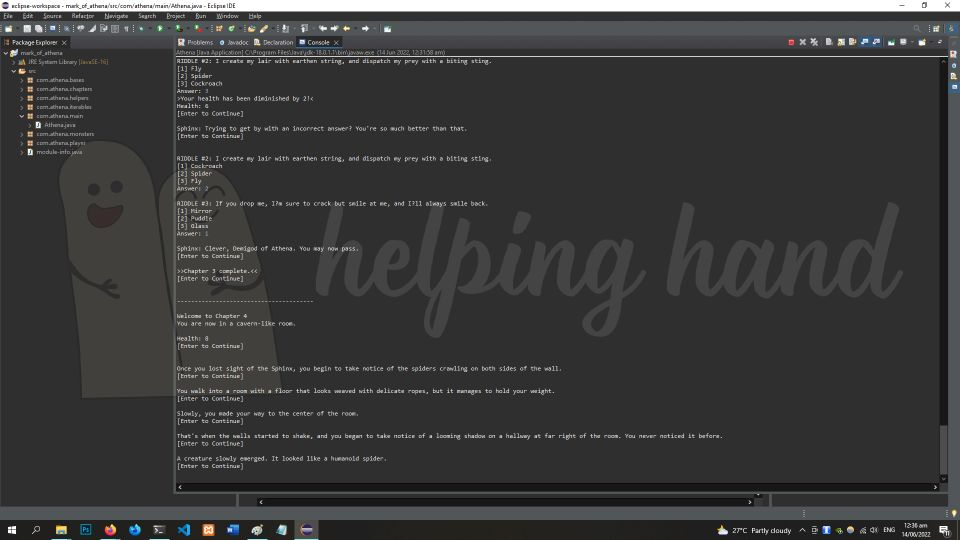 eclipse-workspace - mark_of_athena/src/com/athena/main/Athena.java - Eclipse IDE
File Edit Source Refactor Navigate Search Project Run Window Help
Package Explorer
mark_of_athena
JRE System Library [JavaSE-16]
src
com.athena.bases
com.athena.chapters
com.athena.helpers
com.athena.iterables
com.athena.main
Athena.java
com.athena.monsters
com.athena.player
module-info.java
Problems Javadoc Declaration Console
Athena [Java Application] C:\Program Files\Java\jdk-18.0.1.1\bin\javaw.exe (14 Jun 2022, 12:31:58 am)
RIDDLE #2: I create my lair with earthen string, and dispatch my prey with a biting sting.
[1] Fly
[2] Spider
[3] Cockroach
Answer: 3
>Your health has been diminished by 2!<
Health: 6
[Enter to Continue]
Sphinx: Trying to get by with an incorrect answer? You're so much better than that.
[Enter to Continue]
RIDDLE #2: I create my lair with earthen string, and dispatch my prey with a biting sting.
[1] Cockroach
[2] Spider
[3] Fly
Answer: 2
RIDDLE #3: If you drop me, I?m sure to crack but smile at me, and I?ll always smile back.
[1] Mirror
[2] Puddle
[3] Glass
Answer: 1
Sphinx: Clever, Demigod of Athena. You may now pass.
[Enter to Continue]
>>Chapter 3 complete.<<
[Enter to Continue]
---------------------------------------
Welcome to Chapter 4
You are now in a cavern-like room.
Health: 8
[Enter to Continue]
Once you lost sight of the Sphinx, you begin to take notice of the spiders crawling on both sides of the wall.
[Enter to Continue]
You walk into a room with a floor that looks weaved with delicate ropes, but it manages to hold your weight.
[Enter to Continue]
Slowly, you made your way to the center of the room.
[Enter to Continue]
That's when the walls started to shake, and you began to take notice of a looming shadow on a hallway at far right of the room. You never noticed it before.
[Enter to Continue]
A creature slowly emerged. It looked like a humanoid spider.
[Enter to Continue]
helping hand
27°C Partly cloudy
ENG
12:36 am
14/06/2022